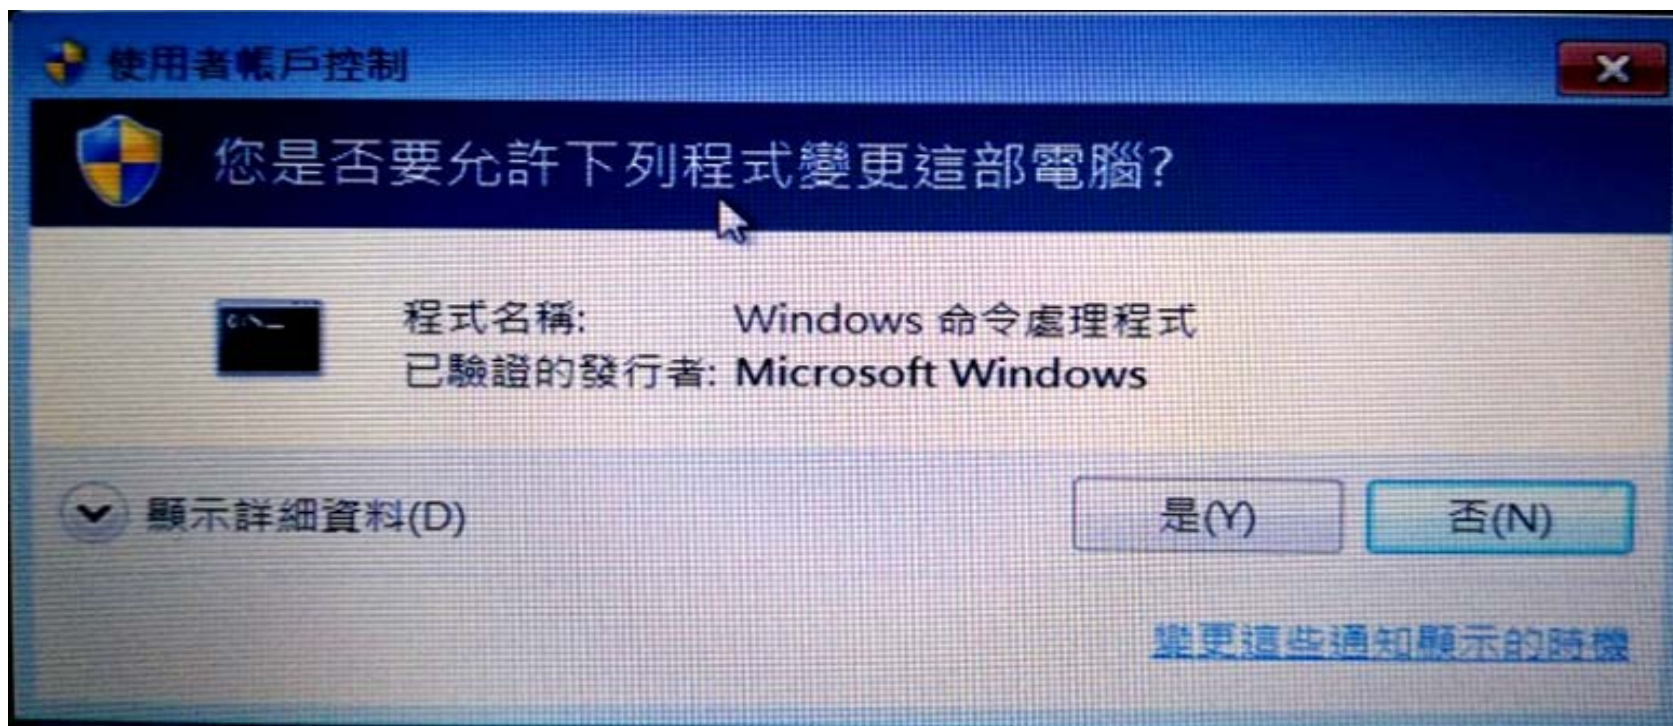 使用者帳戶控制
您是否要允許下列程式變更這部電腦?
C:\_
程式名稱: Windows 命令處理程式
已驗證的發行者: Microsoft Windows
顯示詳細資料(D)
是(Y)
否(N)
變更這些通知顯示的時機